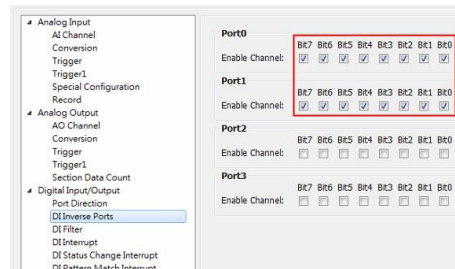 Analog Input
AI Channel
Conversion
Trigger
Trigger1
Special Configuration
Record
Analog Output
AO Channel
Conversion
Trigger
Trigger1
Section Data Count
Digital Input/Output
Port Direction
DI Inverse Ports
DI Filter
DI Interrupt
DI Status Change Interrupt
DI Pattern Match Interrupt
Port0
Bit7 Bit6 Bit5 Bit4 Bit3 Bit2 Bit1 Bit0
Enable Channel:
Port1
Bit7 Bit6 Bit5 Bit4 Bit3 Bit2 Bit1 Bit0
Enable Channel:
Port2
Bit7 Bit6 Bit5 Bit4 Bit3 Bit2 Bit1 Bit0
Enable Channel:
Port3
Bit7 Bit6 Bit5 Bit4 Bit3 Bit2 Bit1 Bit0
Enable Channel: